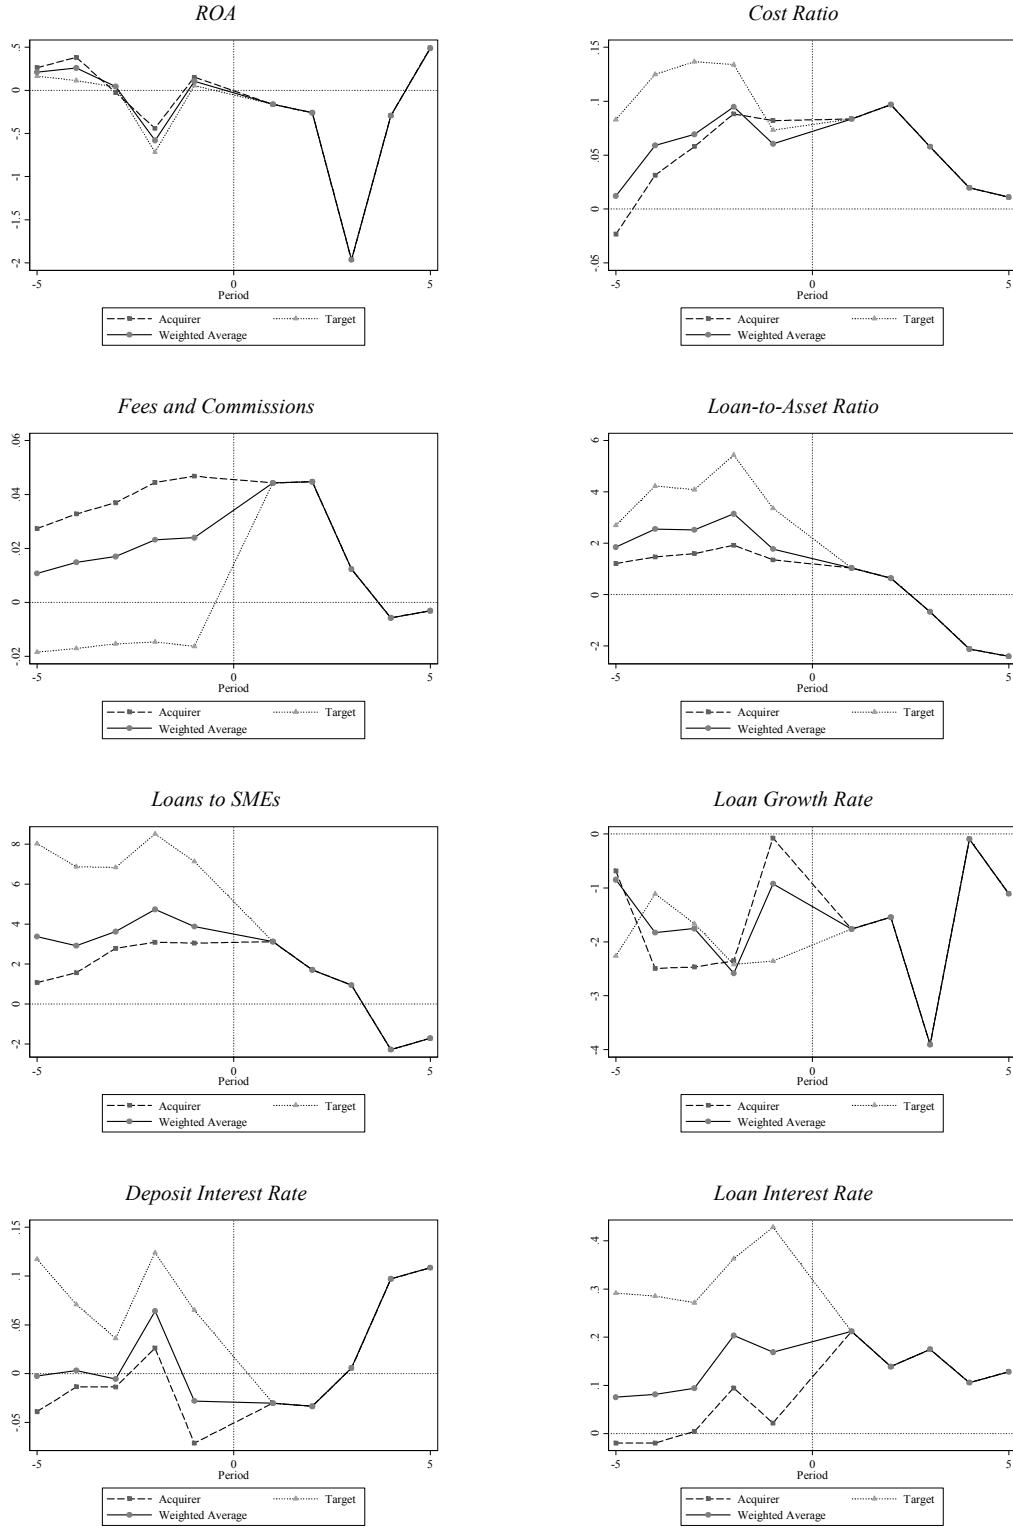 ROA
.5
0
-.5
-1
-1.5
-2
-5
0
5
Period
Acquirer
Target
Weighted Average
Cost Ratio
.15
.1
.05
0
-.05
-5
0
5
Period
Acquirer
Target
Weighted Average
Fees and Commissions
.06
.04
.02
0
-.02
-5
0
5
Period
Acquirer
Target
Weighted Average
Loan-to-Asset Ratio
6
4
2
0
-2
-5
0
5
Period
Acquirer
Target
Weighted Average
Loans to SMEs
8
6
4
2
0
-2
-5
0
5
Period
Acquirer
Target
Weighted Average
Loan Growth Rate
0
-1
-2
-3
-4
-5
0
5
Period
Acquirer
Target
Weighted Average
Deposit Interest Rate
.15
.1
.05
0
-.05
-5
0
5
Period
Acquirer
Target
Weighted Average
Loan Interest Rate
.4
.3
.2
.1
0
-5
0
5
Period
Acquirer
Target
Weighted Average